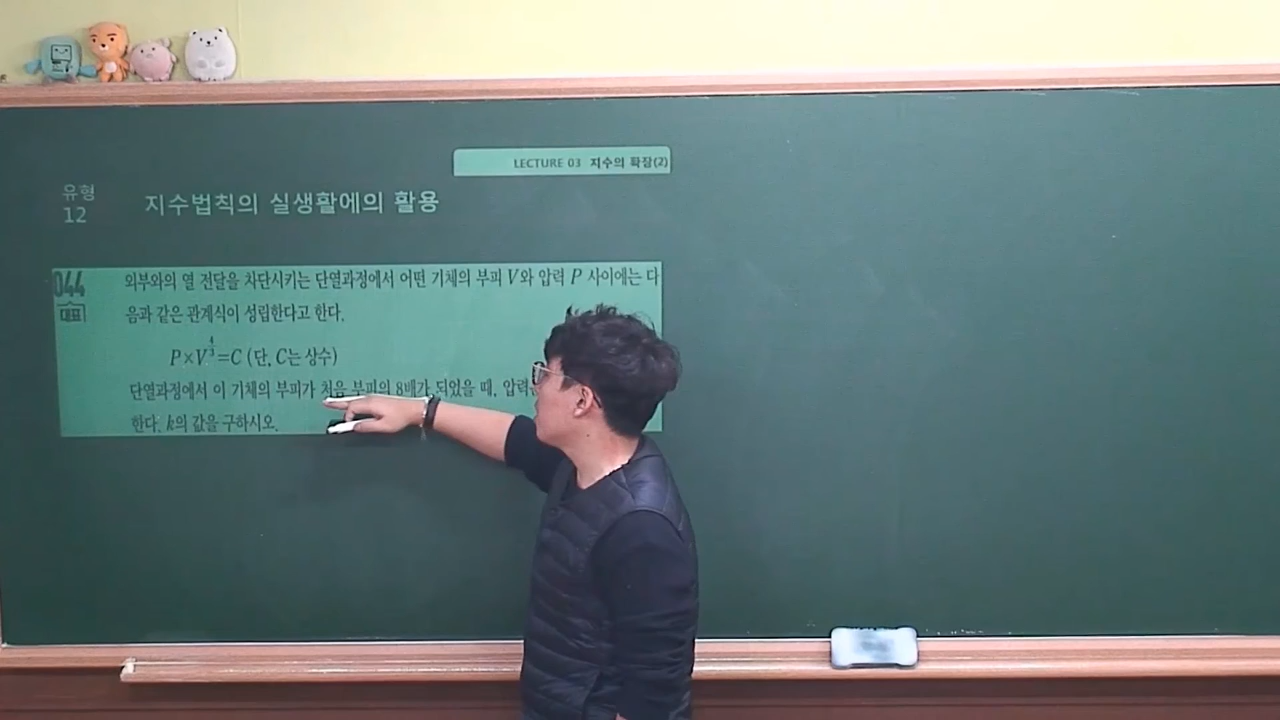 LECTURE 03 지수의 확장(2)
유형
12
지수법칙의 실생활에의 활용
044
대표
외부와의 열 전달을 차단시키는 단열과정에서 어떤 기체의 부피 V와 압력 P 사이에는 다
음과 같은 관계식이 성립한다고 한다.
P×V^{4/3}=C (단, C는 상수)
단열과정에서 이 기체의 부피가 처음 부피의 8배가 되었을 때, 압력
한다. k의 값을 구하시오.